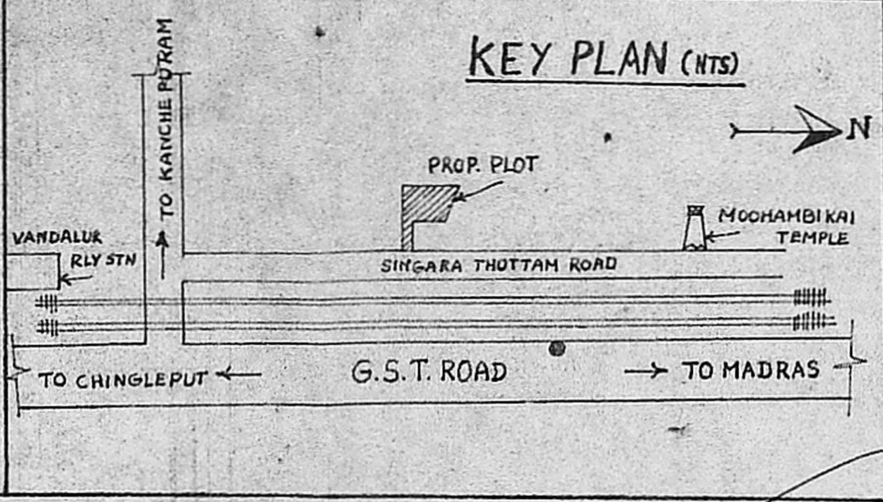 KEY PLAN (NTS)
N
TO KANCHEPURAM
PROP. PLOT
MOOHAMBIKAI
TEMPLE
VANDALUR
RLY STN
SINGARA THOTTAM ROAD
TO CHINGLEPUT
G.S.T. ROAD
TO MADRAS